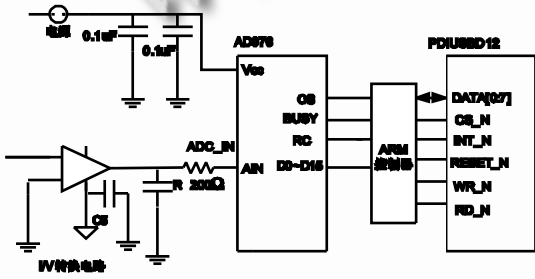 电源
0.1uF
0.1uF
AD976
PDIUSBD12
Vcc
CS
BUSY
RC
D0~D15
ARM
控制器
DATA[0:7]
CS_N
INT_N
RESET_N
WR_N
RD_N
ADC_IN
AIN
R 200Ω
C5
I/V转换电路